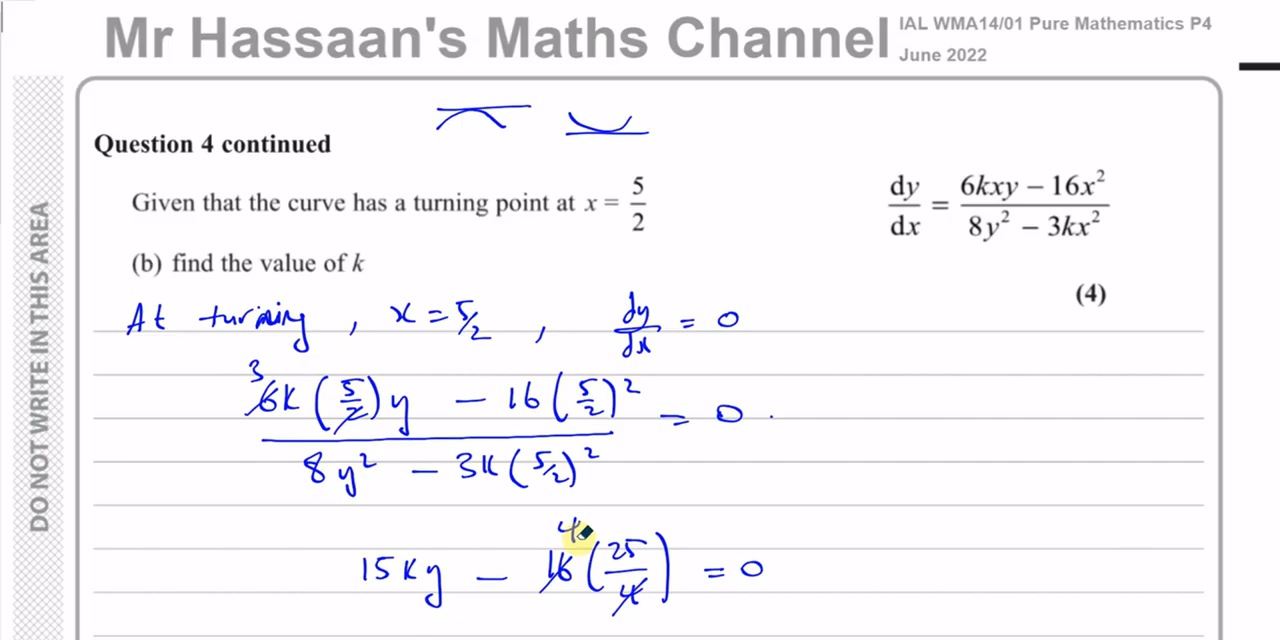 Mr Hassaan's Maths Channel
IAL WMA14/01 Pure Mathematics P4
June 2022
DO NOT WRITE IN THIS AREA
Question 4 continued
Given that the curve has a turning point at x = 5/2
dy/dx = (6kxy − 16x²)/(8y² − 3kx²)
(b) find the value of k
(4)
At turning, x = 5/2, dy/dx = 0
3
6k(5/2)y − 16(5/2)² = 0
8y² − 3k(5/2)²
4
15ky − 16(25/4) = 0